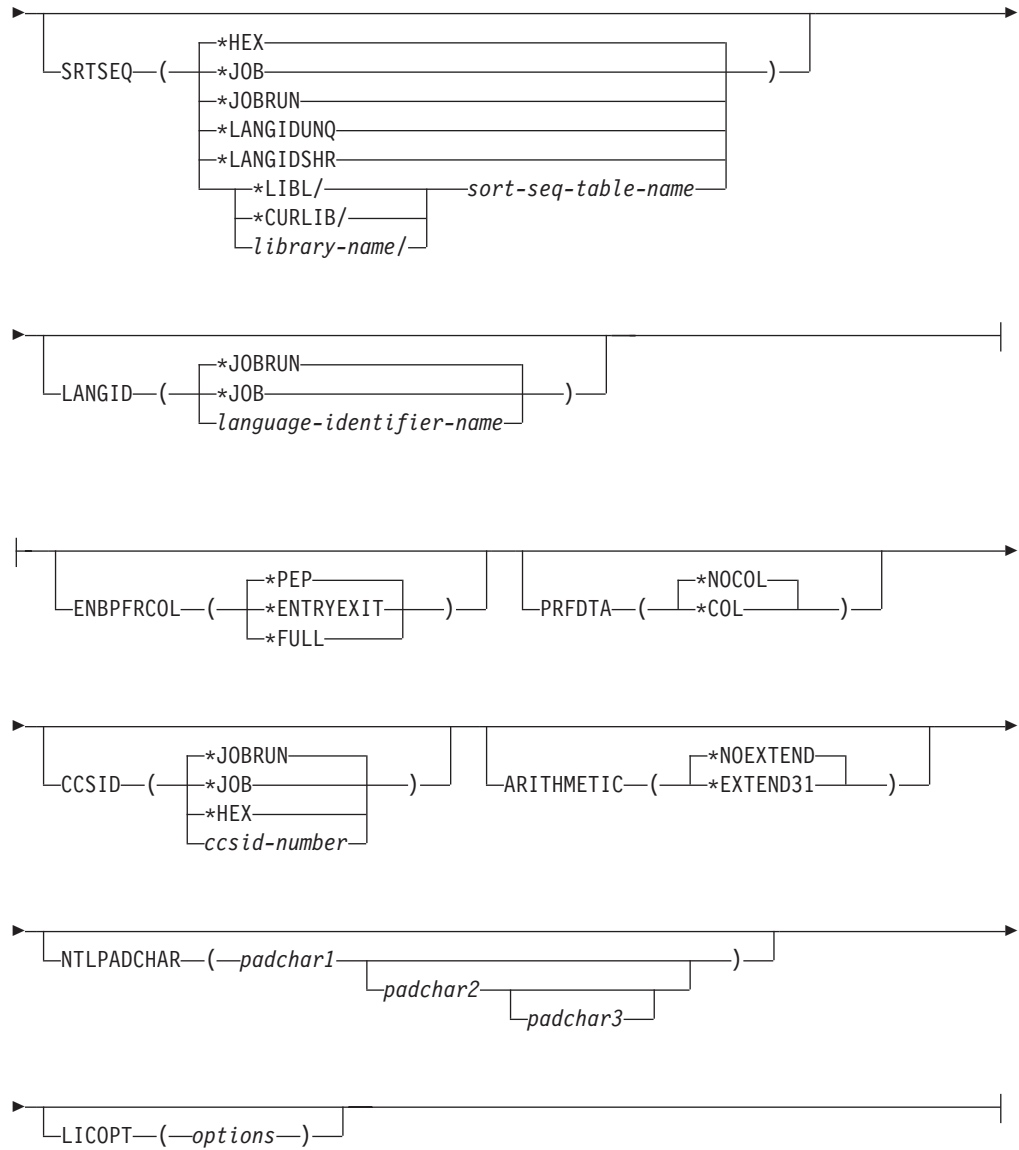 *HEX
SRTSEQ ( *JOB )
*JOBRUN
*LANGIDUNQ
*LANGIDSHR
*LIBL/ sort-seq-table-name
*CURLIB/
library-name/
*JOBRUN
LANGID ( *JOB )
language-identifier-name
*PEP *NOCOL
ENBPFRCOL ( *ENTRYEXIT ) PRFDTA ( *COL )
*FULL
*JOBRUN *NOEXTEND
CCSID ( *JOB ) ARITHMETIC ( *EXTEND31 )
*HEX
ccsid-number
NTLPADCHAR ( padchar1 )
padchar2
padchar3
LICOPT ( options )